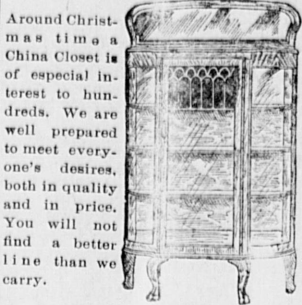 Around Christ-
mas time a
China Closet is
of especial in-
terest to hun-
dreds. We are
well prepared
to meet every-
one's desires,
both in quality
and in price.
You will not
find a better
line than we
carry.